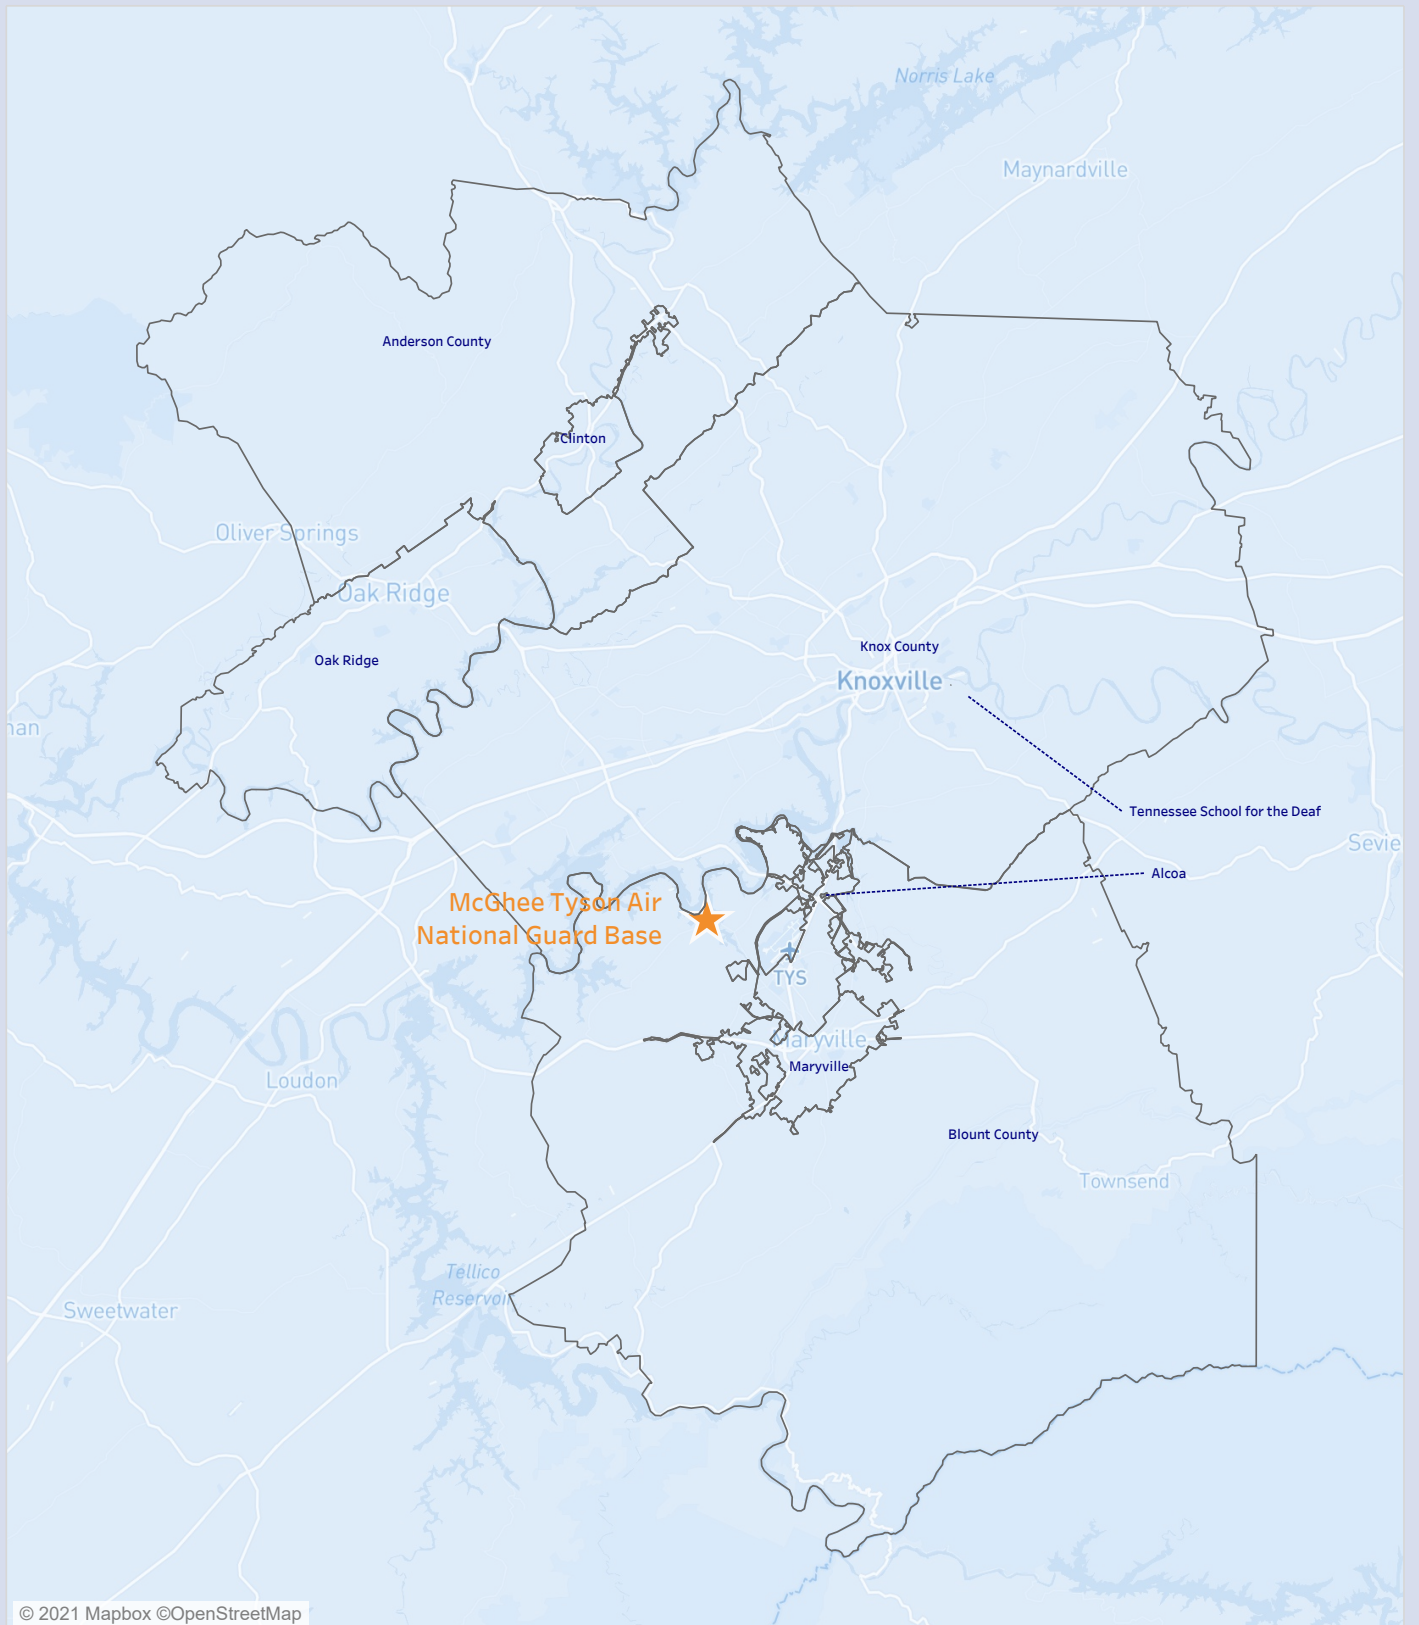 Norris Lake
Maynardville
Anderson County
Clinton
Oliver Springs
Oak Ridge
Oak Ridge
Knox County
Knoxville
nan
Tennessee School for the Deaf
Sevie
Alcoa
McGhee Tyson Air
National Guard Base
TYS
Maryville
Maryville
Loudon
Blount County
Townsend
Tellico
Reservoir
Sweetwater
© 2021 Mapbox ©OpenStreetMap